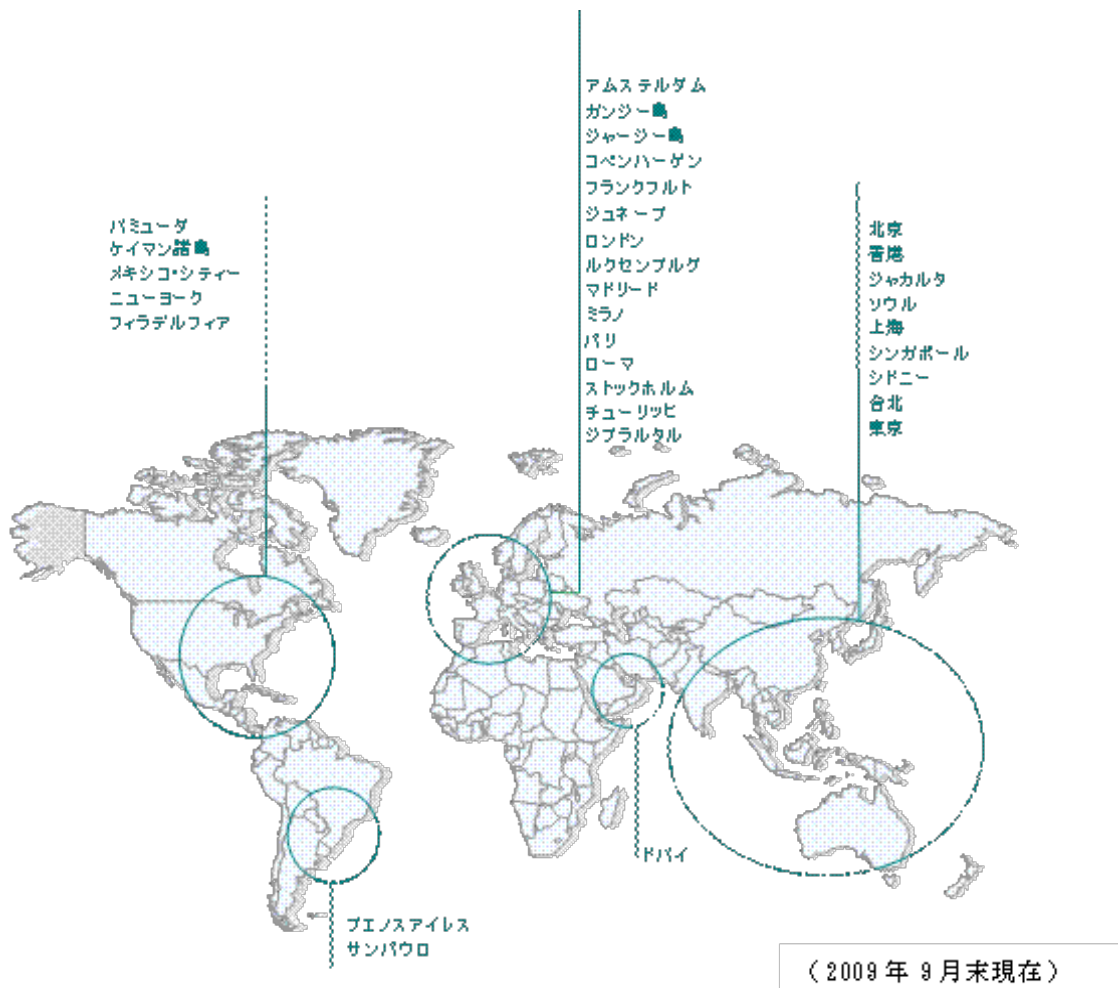 アムステルダム
ガンジー島
ジャージー島
コペンハーゲン
フランクフルト
ジュネーブ
ロンドン
ルクセンブルグ
マドリード
ミラノ
パリ
ローマ
ストックホルム
チューリッヒ
ジブラルタル
バミューダ
ケイマン諸島
メキシコ・シティー
ニューヨーク
フィラデルフィア
北京
香港
ジャカルタ
ソウル
上海
シンガポール
シドニー
台北
東京
ドバイ
ブエノスアイレス
サンパウロ
（2009年9月末現在）